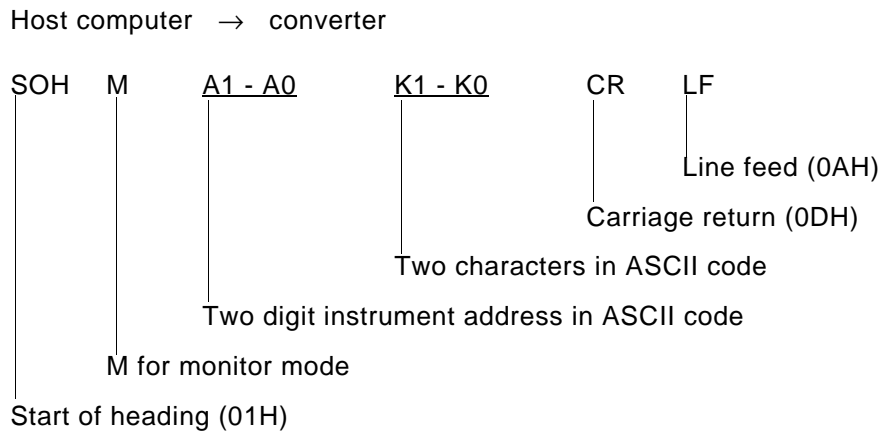 Host computer → converter
SOH M A1 - A0 K1 - K0 CR LF
Line feed (0AH)
Carriage return (0DH)
Two characters in ASCII code
Two digit instrument address in ASCII code
M for monitor mode
Start of heading (01H)